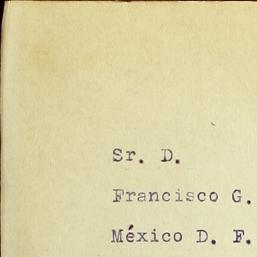 Sr. D.
Francisco G.
México D. F.